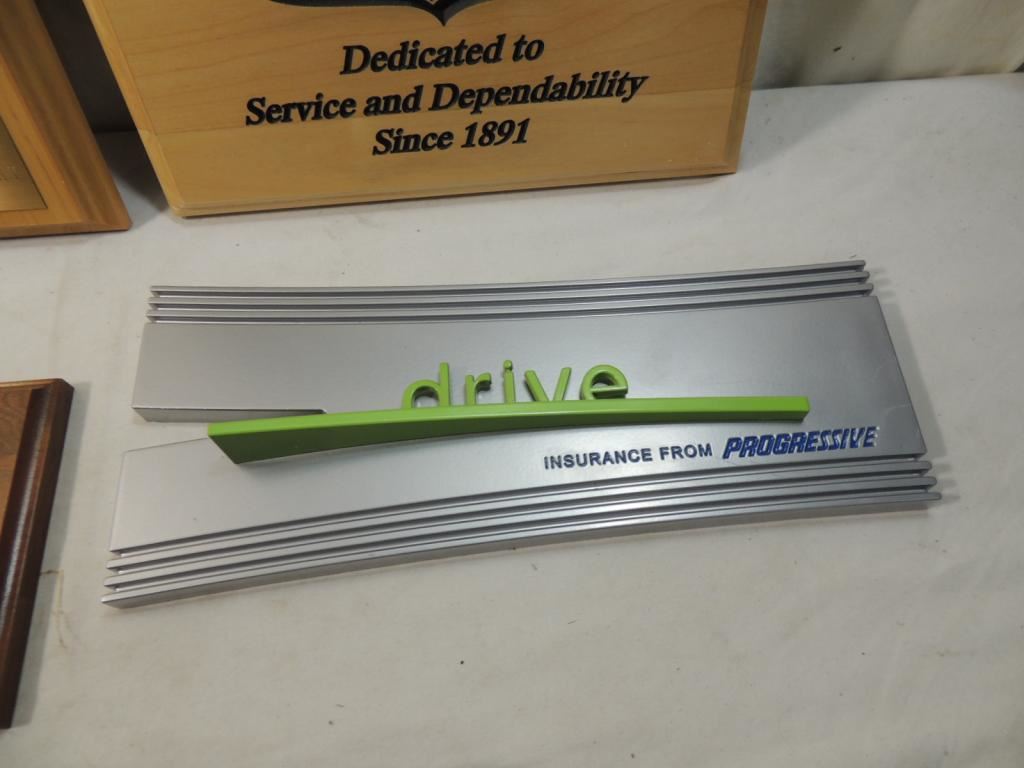 Dedicated to
Service and Dependability
Since 1891
drive
INSURANCE FROM PROGRESSIVE